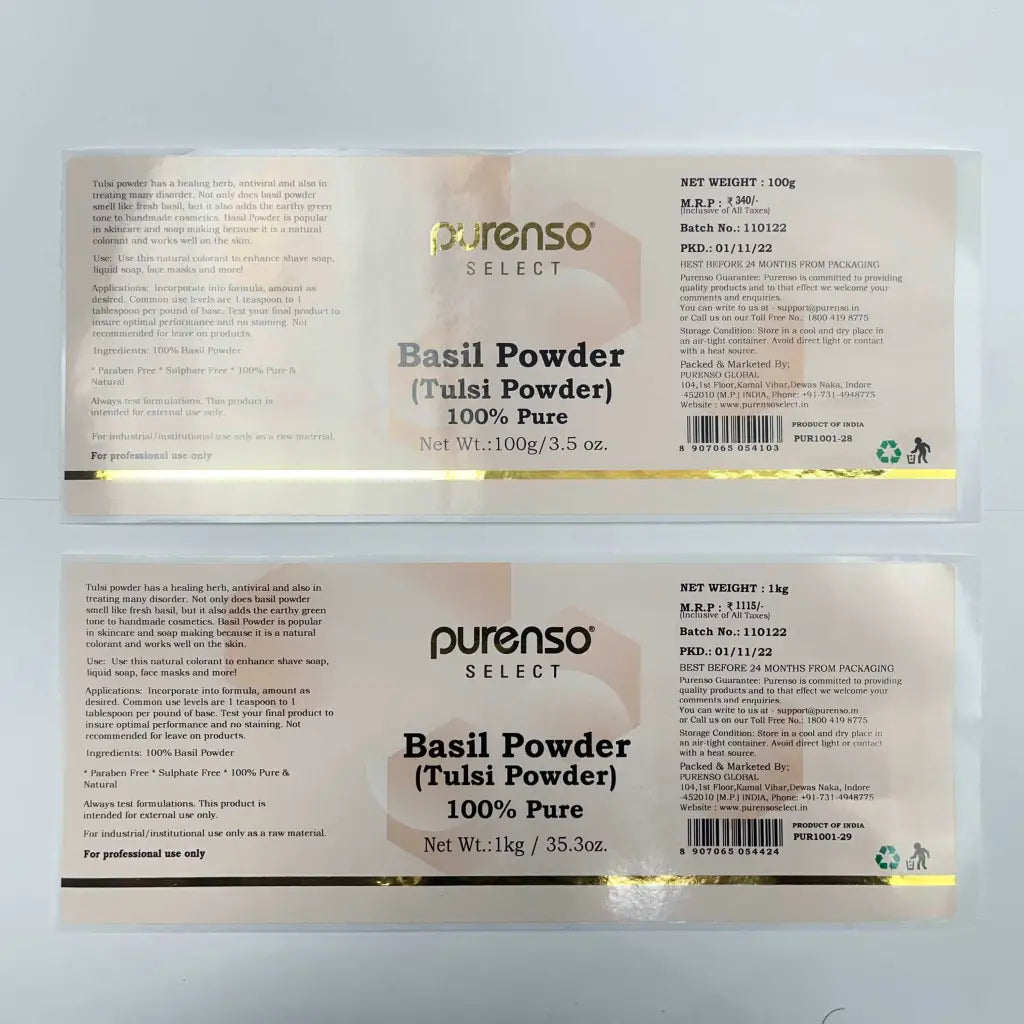 Tulsi powder has a healing herb, antiviral and also in
treating many disorder. Not only does basil powder
smell like fresh basil, but it also adds the earthy green
tone to handmade cosmetics. Basil Powder is popular
in skincare and soap making because it is a natural
colorant and works well on the skin.
Use: Use this natural colorant to enhance shave soap,
liquid soap, face masks and more!
Applications: Incorporate into formula, amount as
desired. Common use levels are 1 teaspoon to 1
tablespoon per pound of base. Test your final product to
insure optimal performance and no staining. Not
recommended for leave on products.
Ingredients: 100% Basil Powder
* Paraben Free * Sulphate Free * 100% Pure &
Natural
Always test formulations. This product is
intended for external use only.
For industrial/institutional use only as a raw material.
For professional use only
purenso®
SELECT
Basil Powder
(Tulsi Powder)
100% Pure
Net Wt.:100g/3.5 oz.
NET WEIGHT : 100g
M.R.P : ₹ 340/-
(Inclusive of All Taxes)
Batch No.: 110122
PKD.: 01/11/22
BEST BEFORE 24 MONTHS FROM PACKAGING
Purenso Guarantee: Purenso is committed to providing
quality products and to that effect we welcome your
comments and enquiries.
You can write to us at - support@purenso.in
or Call us on our Toll Free No.: 1800 419 8775
Storage Condition: Store in a cool and dry place in
an air-tight container. Avoid direct light or contact
with a heat source.
Packed & Marketed By;
PURENSO GLOBAL
104,1st Floor,Kamal Vihar,Dewas Naka, Indore
-452010 (M.P.) INDIA, Phone: +91-731-4948775
Website : www.purensoselect.in
8 907065 054103
PRODUCT OF INDIA
PUR1001-28
Tulsi powder has a healing herb, antiviral and also in
treating many disorder. Not only does basil powder
smell like fresh basil, but it also adds the earthy green
tone to handmade cosmetics. Basil Powder is popular
in skincare and soap making because it is a natural
colorant and works well on the skin.
Use: Use this natural colorant to enhance shave soap,
liquid soap, face masks and more!
Applications: Incorporate into formula, amount as
desired. Common use levels are 1 teaspoon to 1
tablespoon per pound of base. Test your final product to
insure optimal performance and no staining. Not
recommended for leave on products.
Ingredients: 100% Basil Powder
* Paraben Free * Sulphate Free * 100% Pure &
Natural
Always test formulations. This product is
intended for external use only.
For industrial/institutional use only as a raw material.
For professional use only
purenso®
SELECT
Basil Powder
(Tulsi Powder)
100% Pure
Net Wt.:1kg / 35.3oz.
NET WEIGHT : 1kg
M.R.P : ₹ 1115/-
(Inclusive of All Taxes)
Batch No.: 110122
PKD.: 01/11/22
BEST BEFORE 24 MONTHS FROM PACKAGING
Purenso Guarantee: Purenso is committed to providing
quality products and to that effect we welcome your
comments and enquiries.
You can write to us at - support@purenso.in
or Call us on our Toll Free No.: 1800 419 8775
Storage Condition: Store in a cool and dry place in
an air-tight container. Avoid direct light or contact
with a heat source.
Packed & Marketed By;
PURENSO GLOBAL
104,1st Floor,Kamal Vihar,Dewas Naka, Indore
-452010 (M.P.) INDIA, Phone: +91-731-4948775
Website : www.purensoselect.in
8 907065 054424
PRODUCT OF INDIA
PUR1001-29